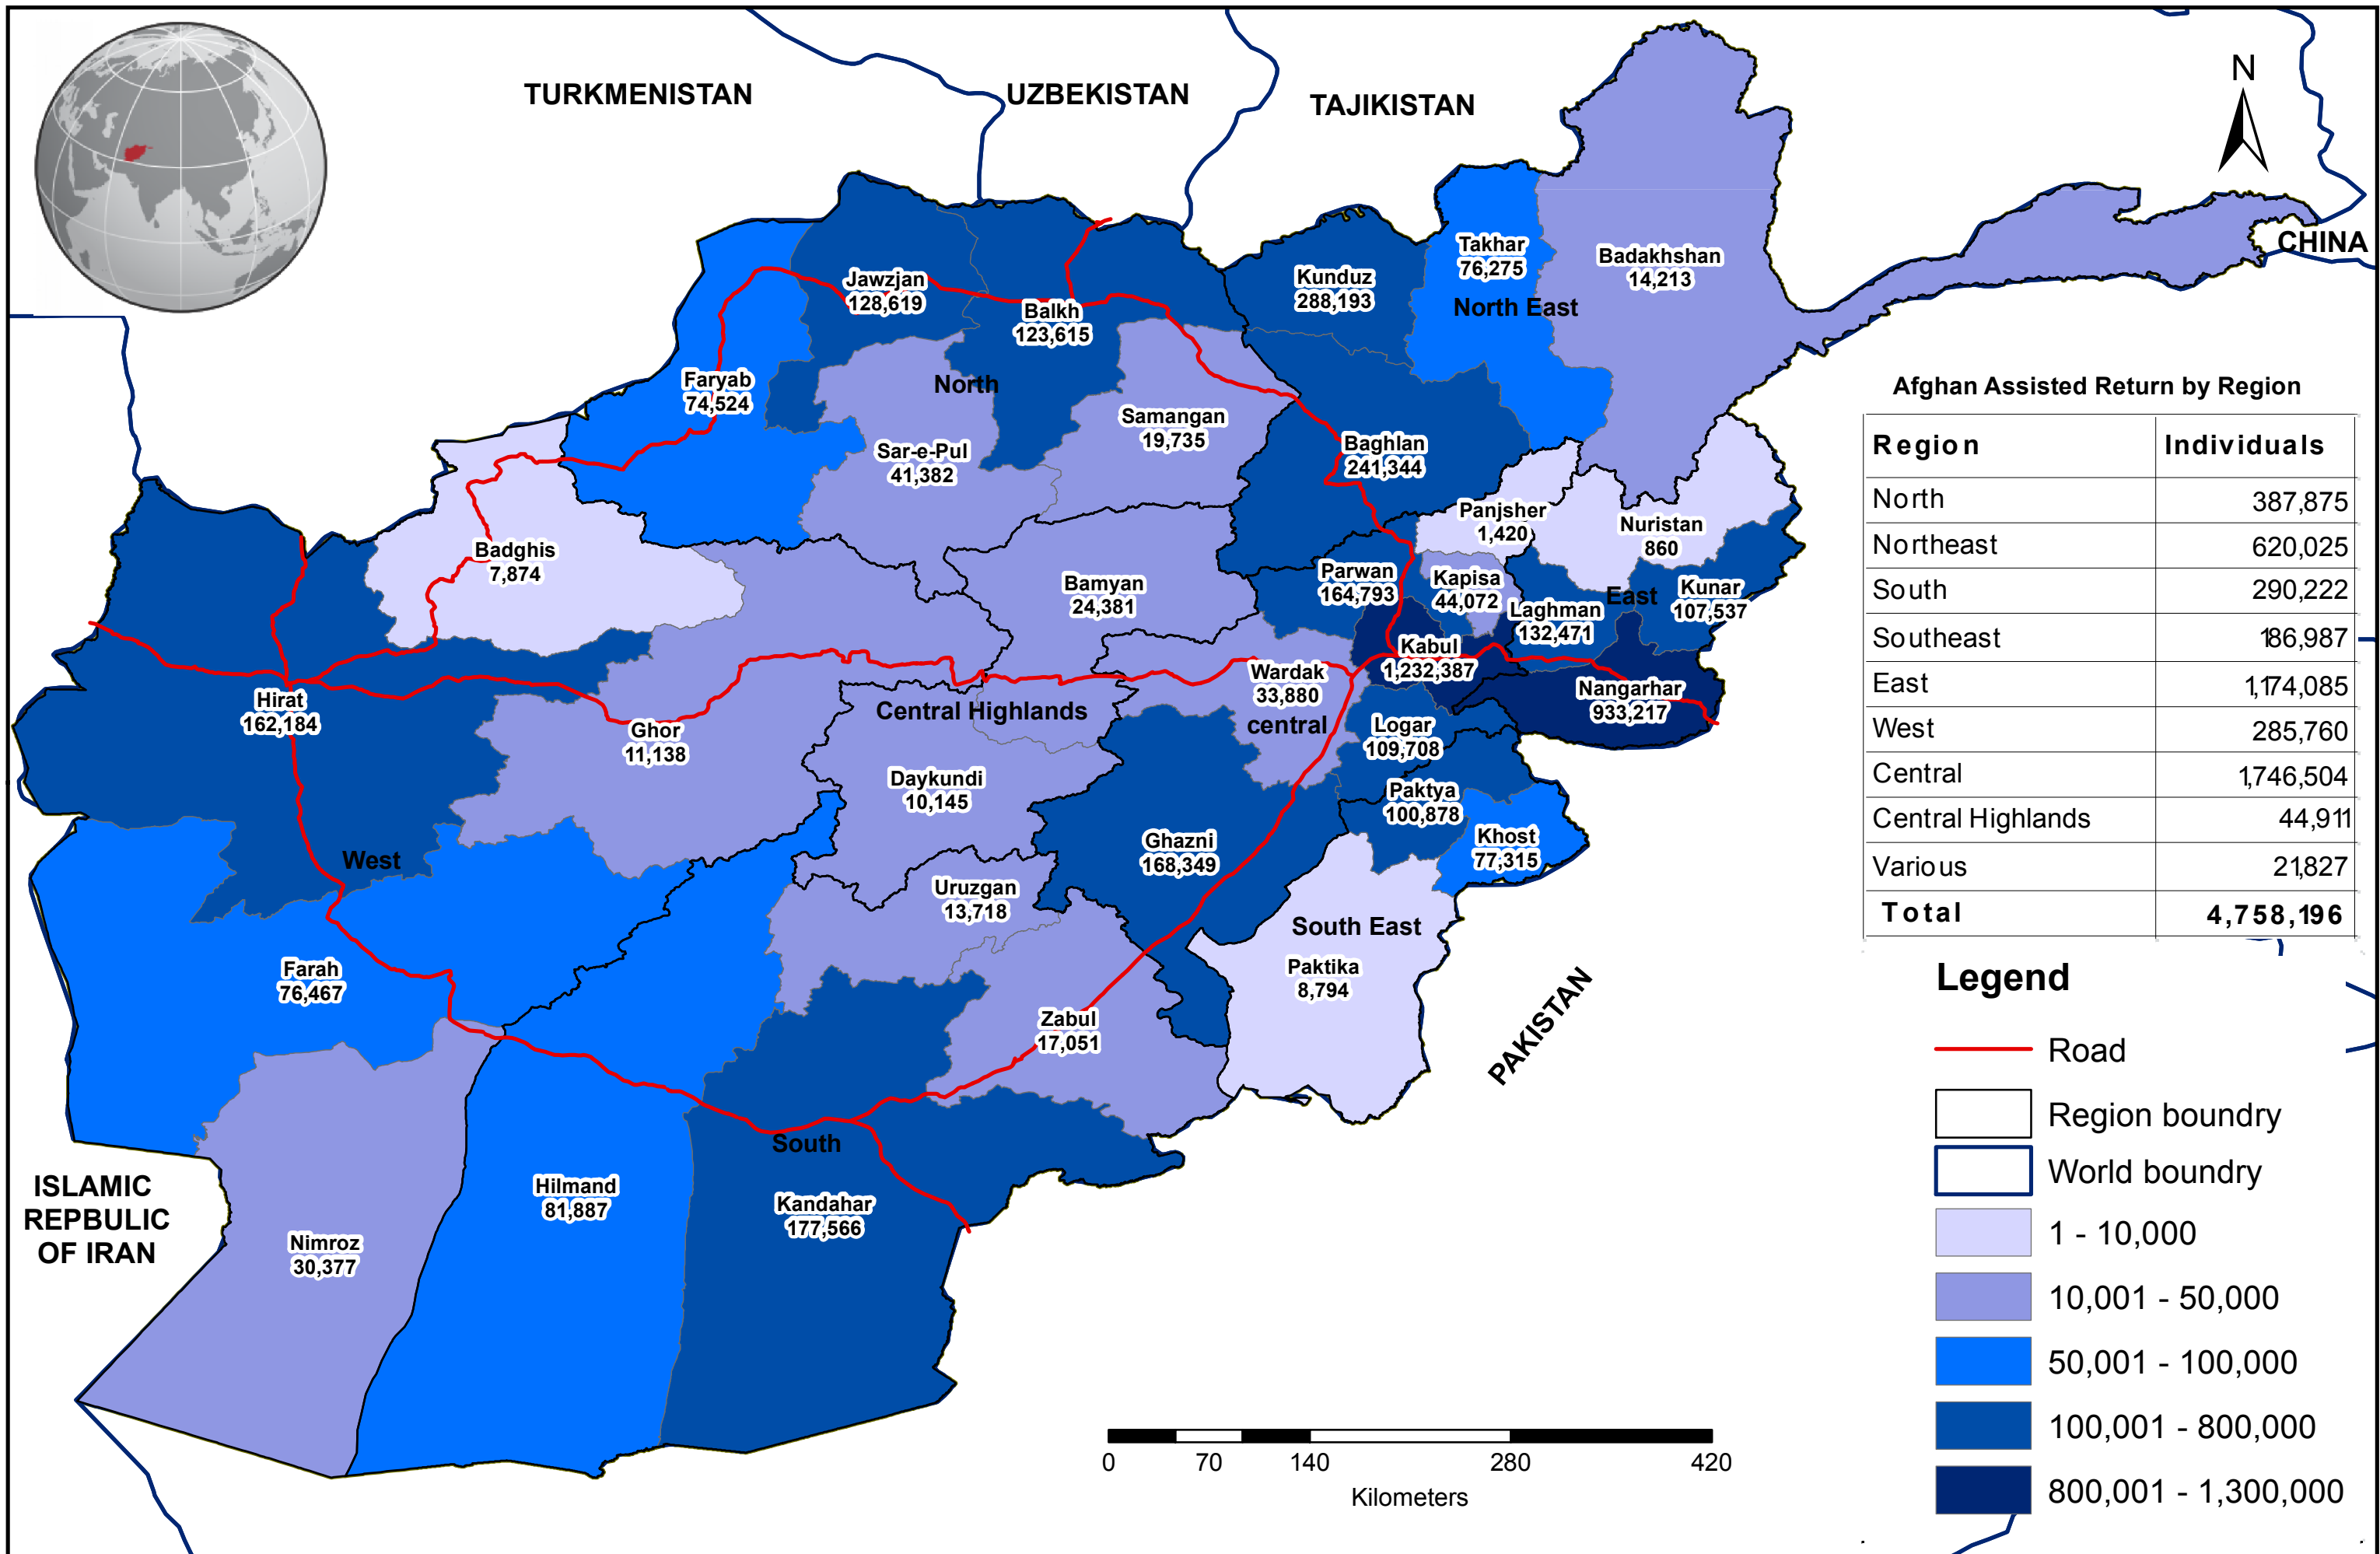 TURKMENISTAN
UZBEKISTAN
TAJIKISTAN
N
CHINA
Takhar
76,275
Badakhshan
14,213
Kunduz
288,193
North East
Jawzjan
128,619
Balkh
123,615
Faryab
74,524
North
Samangan
19,735
Sar-e-Pul
41,382
Baghlan
241,344
Panjsher
1,420
Nuristan
860
Badghis
7,874
Bamyan
24,381
Parwan
164,793
Kapisa
44,072
Laghman
132,471
East
Kunar
107,537
Kabul
1,232,387
Wardak
33,880
central
Nangarhar
933,217
Hirat
162,184
Ghor
11,138
Central Highlands
Logar
109,708
Daykundi
10,145
Paktya
100,878
Khost
77,315
Ghazni
168,349
West
Uruzgan
13,718
South East
Paktika
8,794
Farah
76,467
Zabul
17,051
PAKISTAN
South
Hilmand
81,887
Kandahar
177,566
ISLAMIC
REPBULIC
OF IRAN
Nimroz
30,377
Afghan Assisted Return by Region
Region Individuals
North 387,875
Northeast 620,025
South 290,222
Southeast 186,987
East 1,174,085
West 285,760
Central 1,746,504
Central Highlands 44,911
Various 21,827
Total 4,758,196
Legend
Road
Region boundry
World boundry
1 - 10,000
10,001 - 50,000
50,001 - 100,000
100,001 - 800,000
800,001 - 1,300,000
0 70 140 280 420
Kilometers